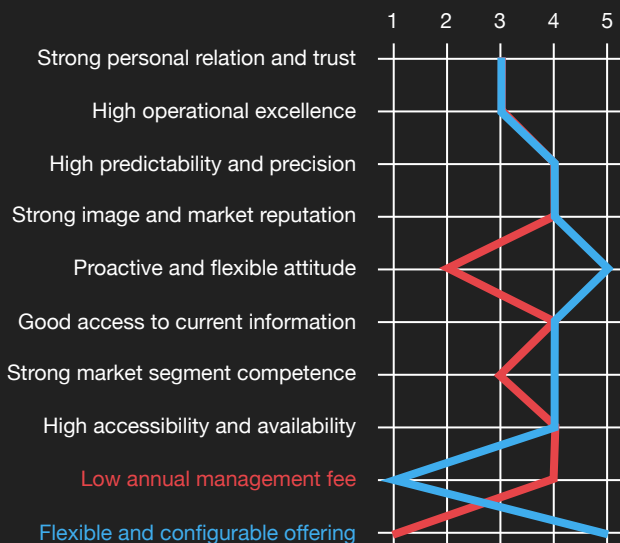 1 2 3 4 5
Strong personal relation and trust
High operational excellence
High predictability and precision
Strong image and market reputation
Proactive and flexible attitude
Good access to current information
Strong market segment competence
High accessibility and availability
Low annual management fee
Flexible and configurable offering